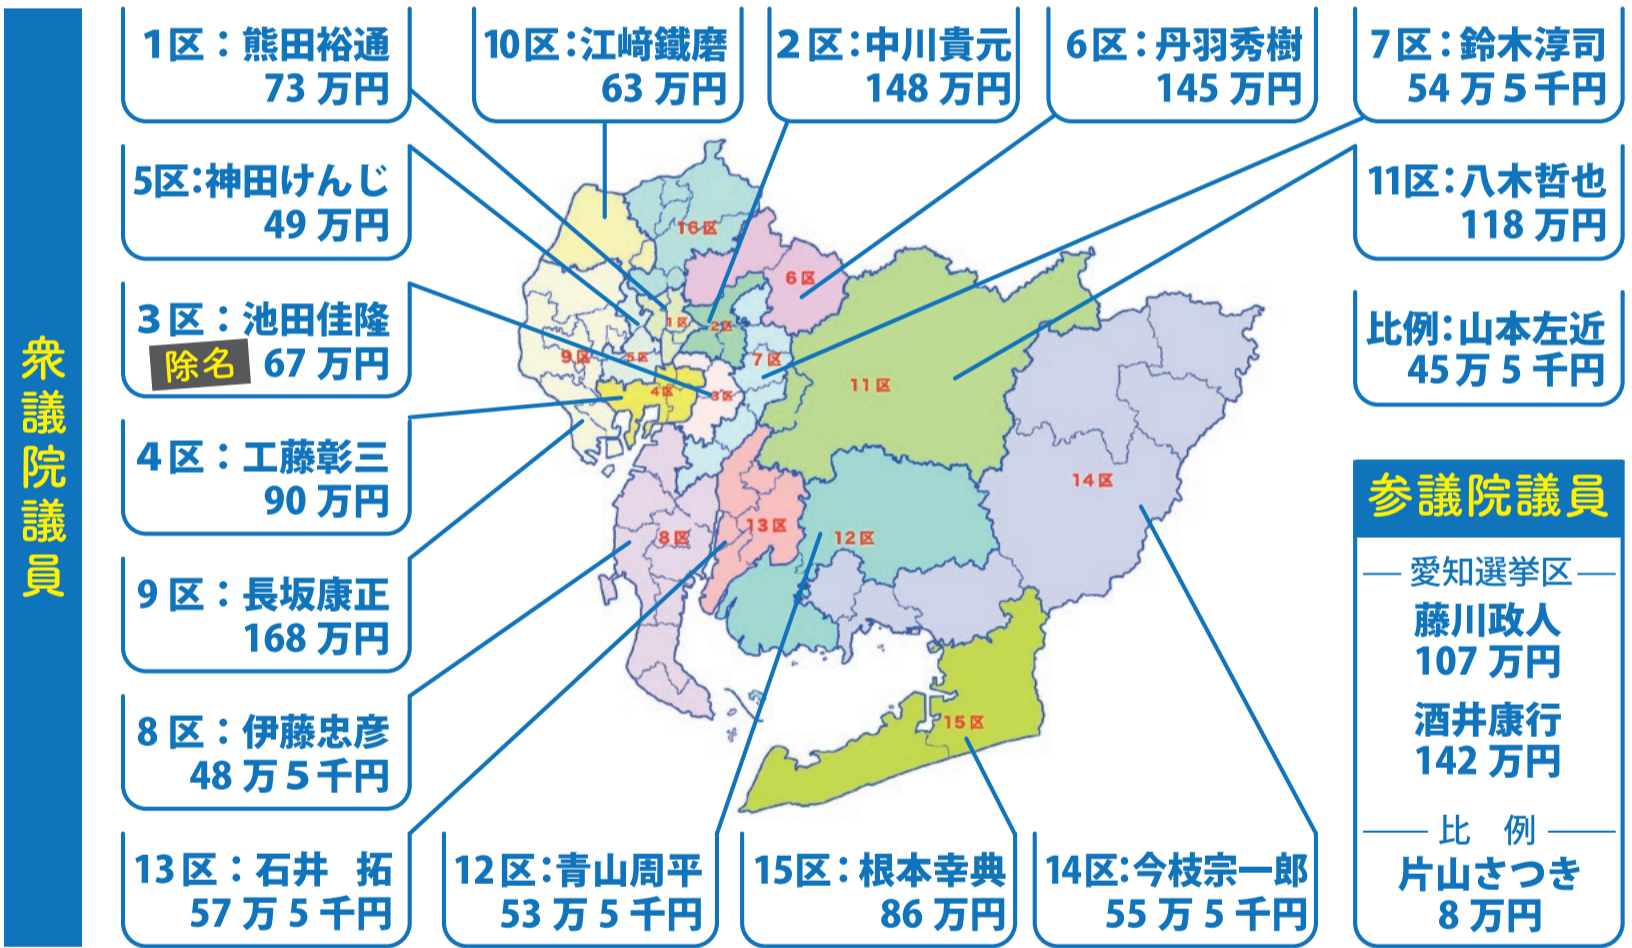 衆議院議員
1区：熊田裕通
73万円
10区：江﨑鐵磨
63万円
2区：中川貴元
148万円
6区：丹羽秀樹
145万円
7区：鈴木淳司
54万5千円
5区：神田けんじ
49万円
11区：八木哲也
118万円
3区：池田佳隆
除名 67万円
比例：山本左近
45万5千円
4区：工藤彰三
90万円
9区：長坂康正
168万円
8区：伊藤忠彦
48万5千円
13区：石井 拓
57万5千円
12区：青山周平
53万5千円
15区：根本幸典
86万円
14区：今枝宗一郎
55万5千円
16区
6区
1区
2区
9区
5区
7区
4区
3区
11区
14区
8区
13区
12区
15区
参議院議員
愛知選挙区
藤川政人
107万円
酒井康行
142万円
比 例
片山さつき
8万円